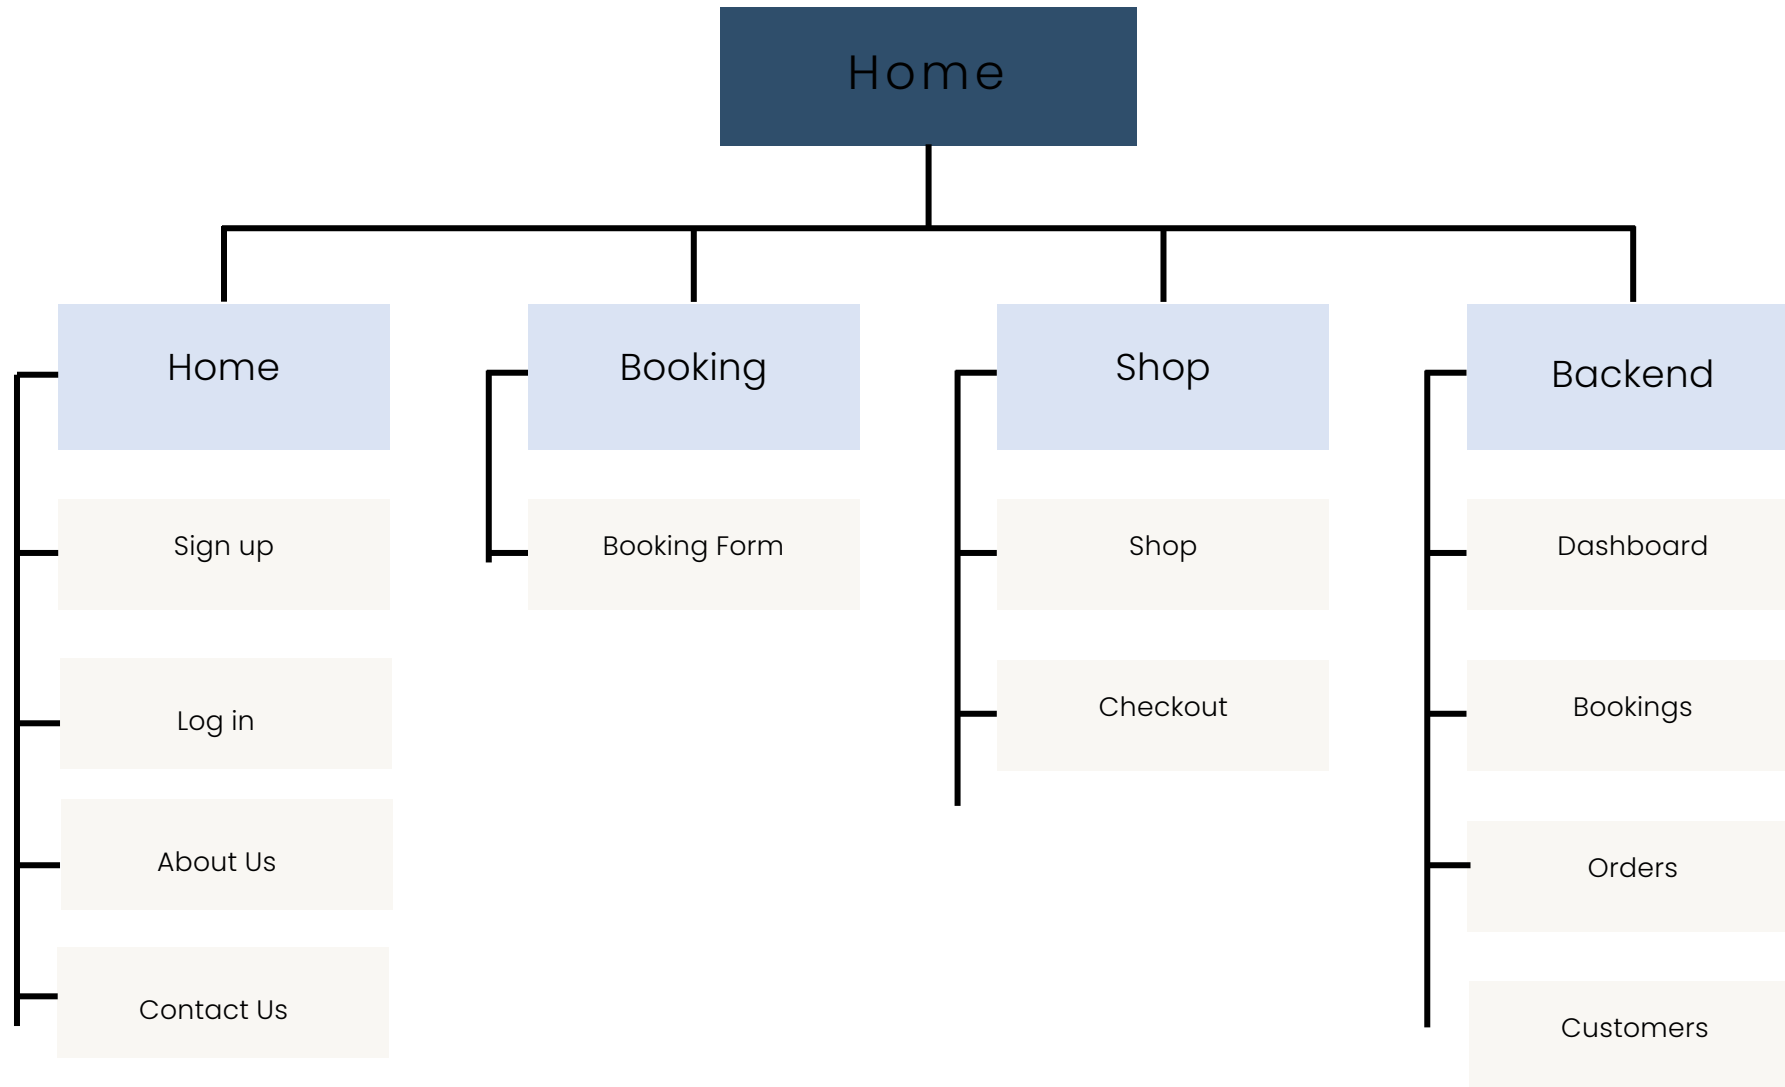 Home
Home
Booking
Shop
Backend
Sign up
Booking Form
Shop
Dashboard
Log in
Checkout
Bookings
About Us
Orders
Contact Us
Customers